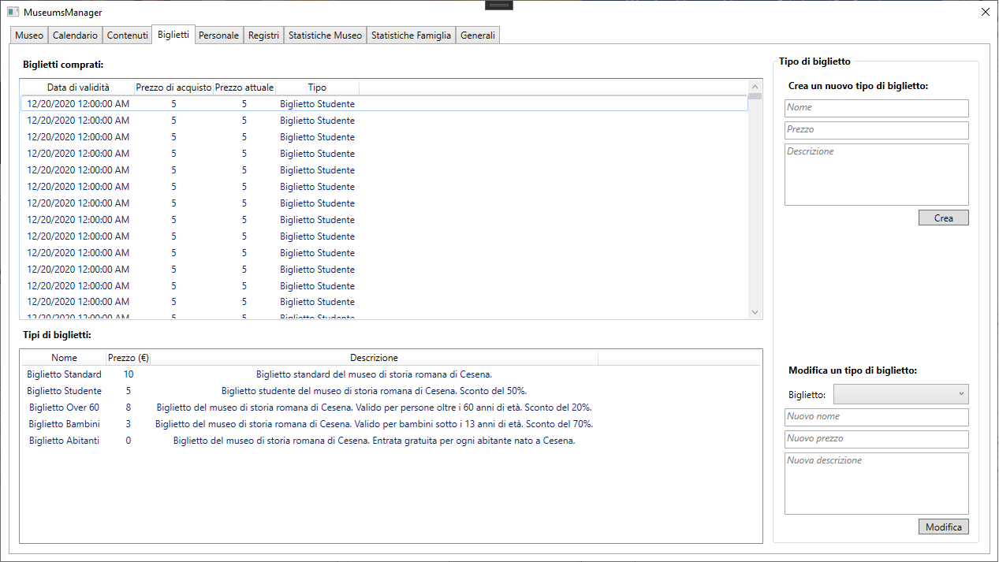 MuseumsManager
Museo Calendario Contenuti Biglietti Personale Registri Statistiche Museo Statistiche Famiglia Generali
Biglietti comprati:
Data di validità Prezzo di acquisto Prezzo attuale Tipo
12/20/2020 12:00:00 AM 5 5 Biglietto Studente
12/20/2020 12:00:00 AM 5 5 Biglietto Studente
12/20/2020 12:00:00 AM 5 5 Biglietto Studente
12/20/2020 12:00:00 AM 5 5 Biglietto Studente
12/20/2020 12:00:00 AM 5 5 Biglietto Studente
12/20/2020 12:00:00 AM 5 5 Biglietto Studente
12/20/2020 12:00:00 AM 5 5 Biglietto Studente
12/20/2020 12:00:00 AM 5 5 Biglietto Studente
12/20/2020 12:00:00 AM 5 5 Biglietto Studente
12/20/2020 12:00:00 AM 5 5 Biglietto Studente
12/20/2020 12:00:00 AM 5 5 Biglietto Studente
12/20/2020 12:00:00 AM 5 5 Biglietto Studente
12/20/2020 12:00:00 AM 5 5 Biglietto Studente
12/20/2020 12:00:00 AM 5 5 Biglietto Studente
Tipi di biglietti:
Nome Prezzo (€) Descrizione
Biglietto Standard 10 Biglietto standard del museo di storia romana di Cesena.
Biglietto Studente 5 Biglietto studente del museo di storia romana di Cesena. Sconto del 50%.
Biglietto Over 60 8 Biglietto del museo di storia romana di Cesena. Valido per persone oltre i 60 anni di età. Sconto del 20%.
Biglietto Bambini 3 Biglietto del museo di storia romana di Cesena. Valido per bambini sotto i 13 anni di età. Sconto del 70%.
Biglietto Abitanti 0 Biglietto del museo di storia romana di Cesena. Entrata gratuita per ogni abitante nato a Cesena.
Tipo di biglietto
Crea un nuovo tipo di biglietto:
Nome
Prezzo
Descrizione
Crea
Modifica un tipo di biglietto:
Biglietto:
Nuovo nome
Nuovo prezzo
Nuova descrizione
Modifica